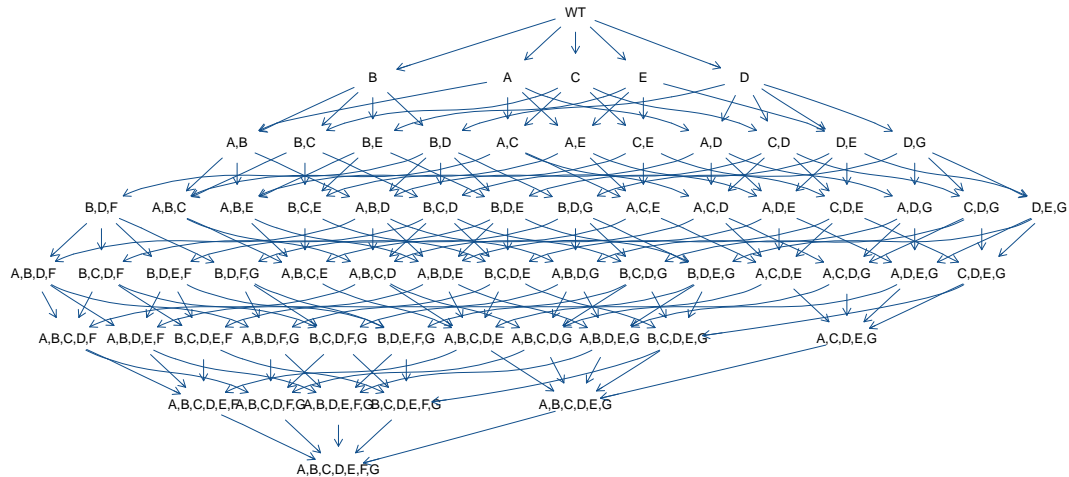 WT
B A C E D
A,B B,C B,E B,D A,C A,E C,E A,D C,D D,E D,G
B,D,F A,B,C A,B,E B,C,E A,B,D B,C,D B,D,E B,D,G A,C,E A,C,D A,D,E C,D,E A,D,G C,D,G D,E,G
A,B,D,F B,C,D,F B,D,E,F B,D,F,G A,B,C,E A,B,C,D A,B,D,E B,C,D,E A,B,D,G B,C,D,G B,D,E,G A,C,D,E A,C,D,G A,D,E,G C,D,E,G
A,B,C,D,F A,B,D,E,F B,C,D,E,F A,B,D,F,G B,C,D,F,G B,D,E,F,G A,B,C,D,E A,B,C,D,G A,B,D,E,G B,C,D,E,G A,C,D,E,G
A,B,C,D,E,F A,B,C,D,F,G A,B,D,E,F,G B,C,D,E,F,G A,B,C,D,E,G
A,B,C,D,E,F,G